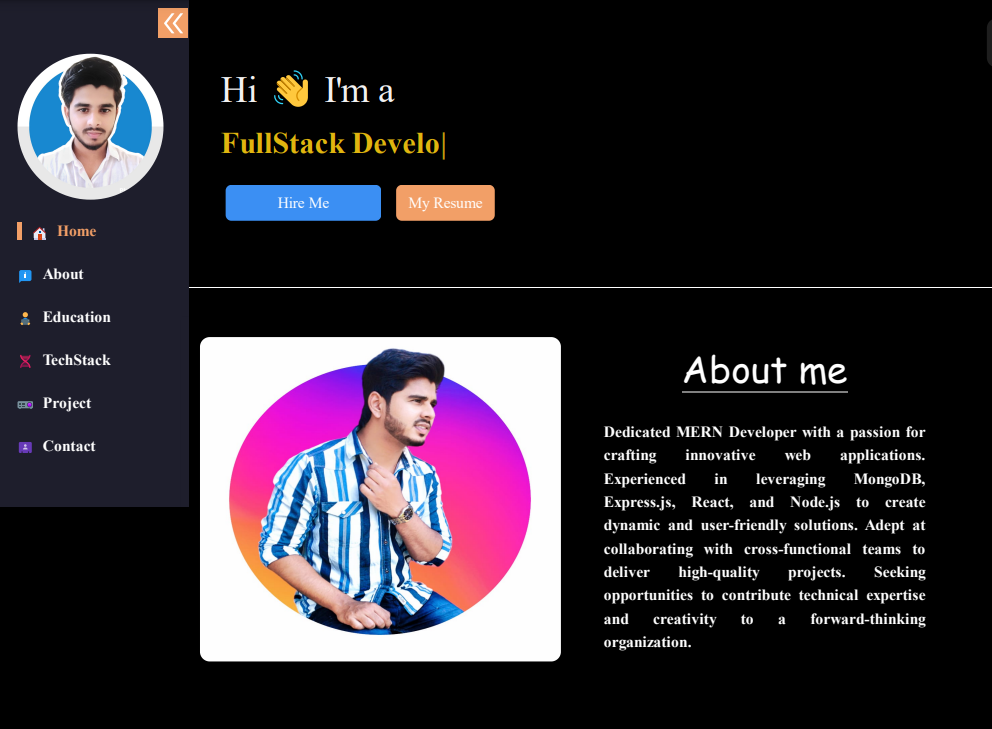 Hi 👋 I'm a
FullStack Develo|
Hire Me
My Resume
Home
About
Education
TechStack
Project
Contact
About me
Dedicated MERN Developer with a passion for
crafting innovative web applications.
Experienced in leveraging MongoDB,
Express.js, React, and Node.js to create
dynamic and user-friendly solutions. Adept at
collaborating with cross-functional teams to
deliver high-quality projects. Seeking
opportunities to contribute technical expertise
and creativity to a forward-thinking
organization.